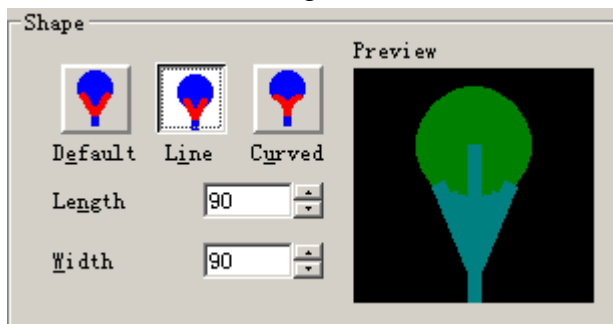 Shape
Preview
Default Line Curved
Length 90
Width 90